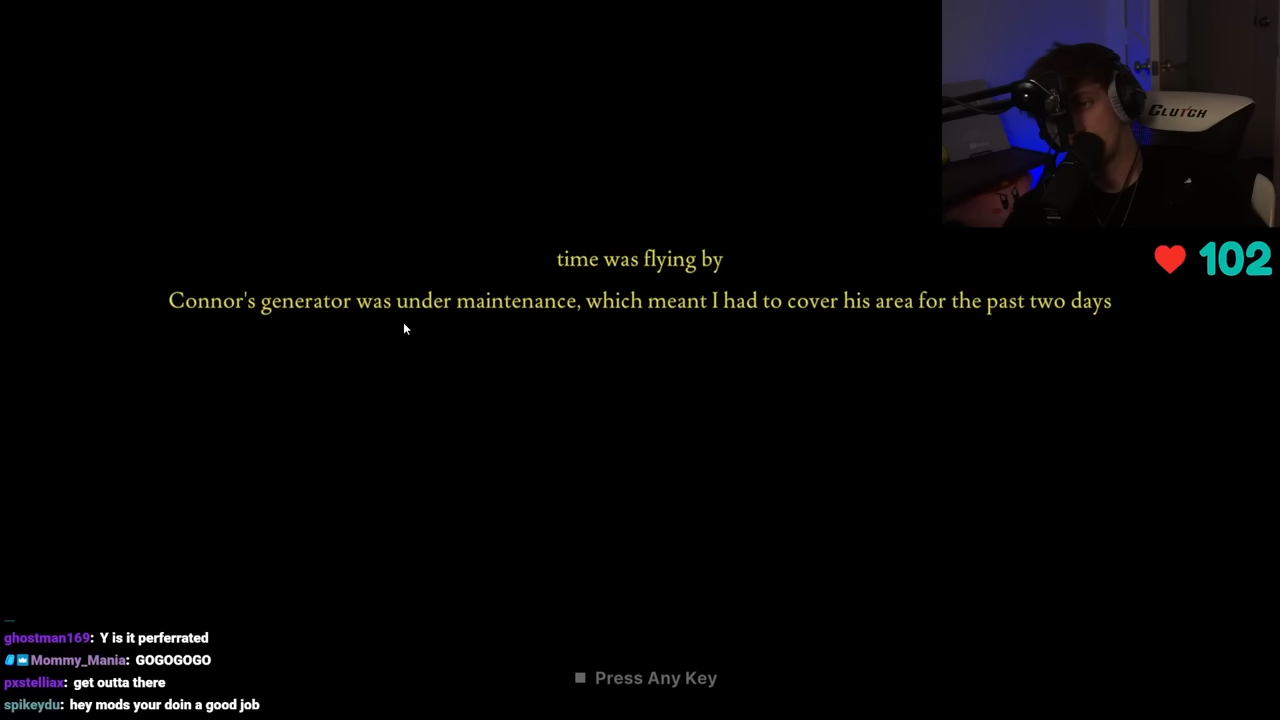 CLUTCH
time was flying by
102
Connor's generator was under maintenance, which meant I had to cover his area for the past two days
ghostman169: Y is it perferrated
Mommy_Mania: GOGOGOGO
pxstelliax: get outta there
Press Any Key
spikeydu: hey mods your doin a good job